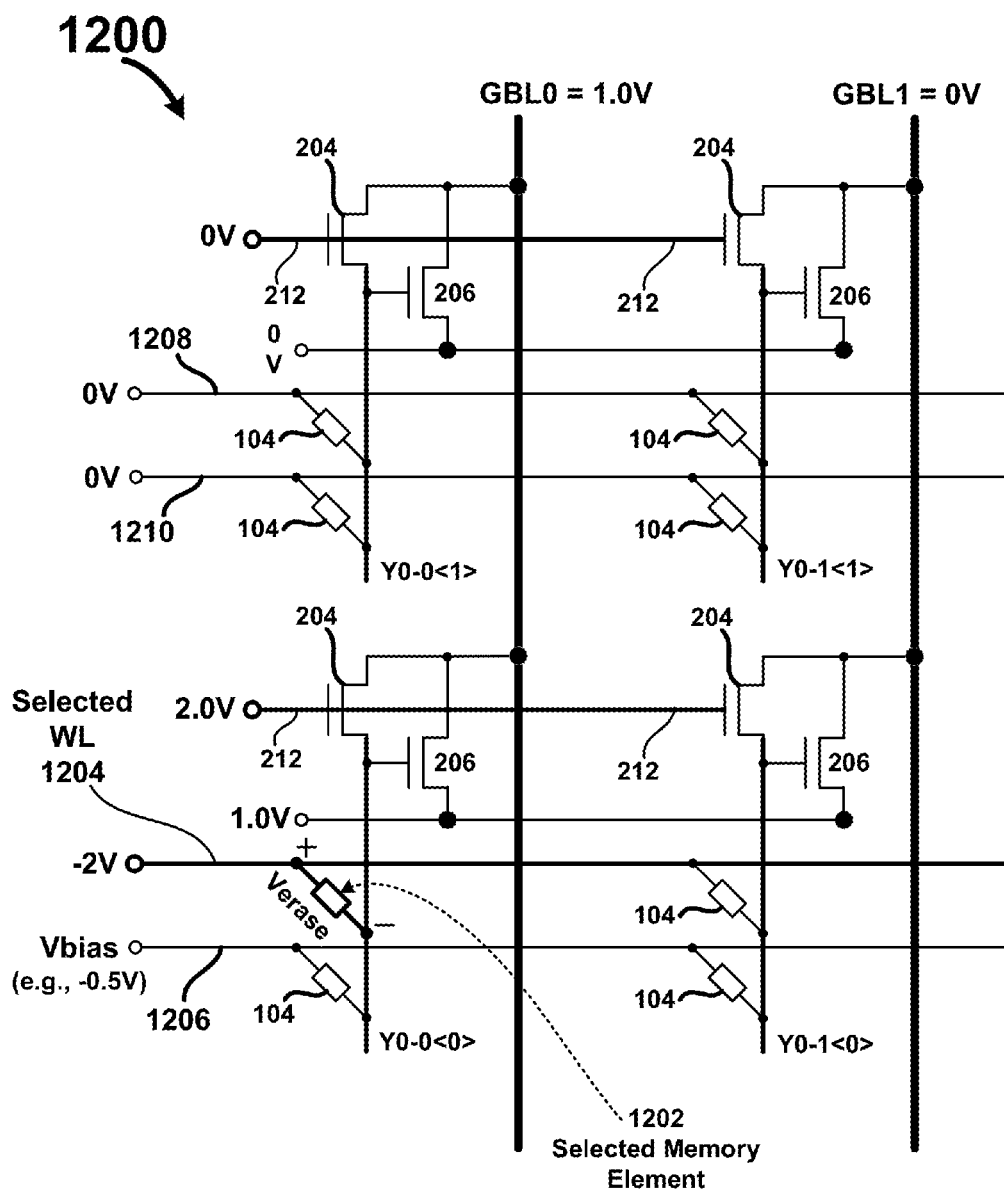 1200
GBL0 = 1.0V
GBL1 = 0V
204
204
0V
212
206
212
206
0
V
1208
0V
104
104
0V
1210
104
104
Y0-0<1>
Y0-1<1>
204
204
Selected
WL
1204
2.0V
212
206
212
206
1.0V
-2V
+
Verase
−
104
Vbias
(e.g., -0.5V)
1206
104
104
Y0-0<0>
Y0-1<0>
1202
Selected Memory
Element